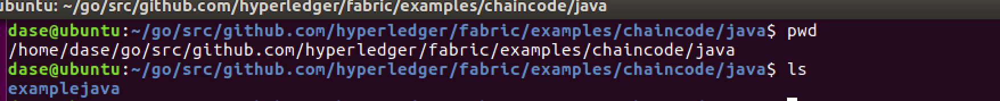 ubuntu: ~/go/src/github.com/hyperledger/fabric/examples/chaincode/java
dase@ubuntu:~/go/src/github.com/hyperledger/fabric/examples/chaincode/java$ pwd
/home/dase/go/src/github.com/hyperledger/fabric/examples/chaincode/java
dase@ubuntu:~/go/src/github.com/hyperledger/fabric/examples/chaincode/java$ ls
examplejava